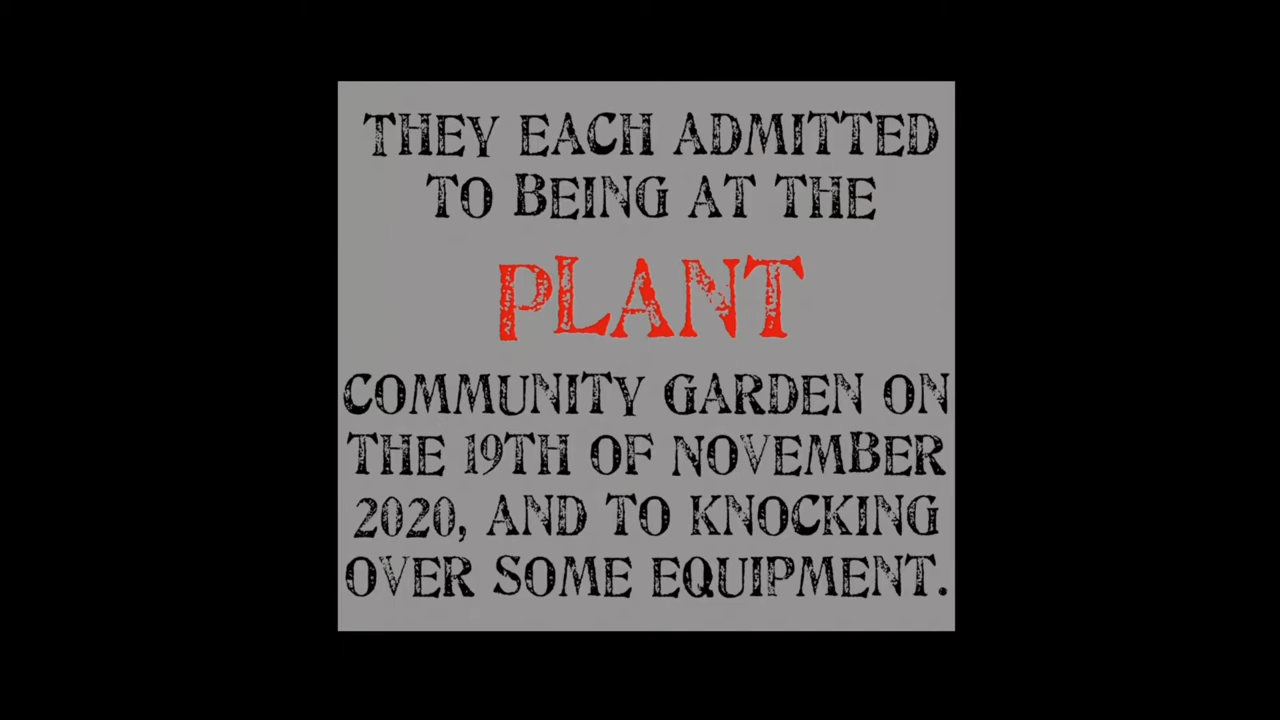 THEY EACH ADMITTED
TO BEING AT THE
PLANT
COMMUNITY GARDEN ON
THE 19TH OF NOVEMBER
2020, AND TO KNOCKING
OVER SOME EQUIPMENT.